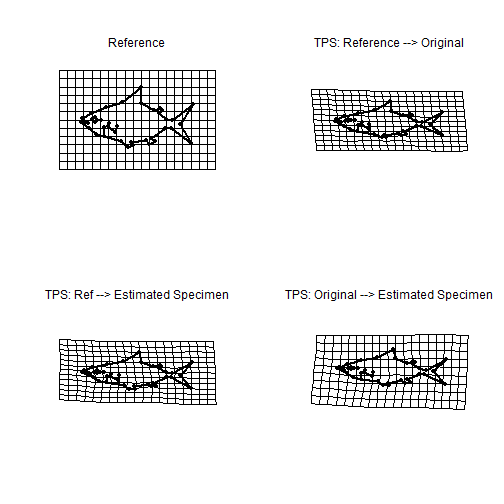 Reference
TPS: Reference --> Original
TPS: Ref --> Estimated Specimen
TPS: Original --> Estimated Specimen